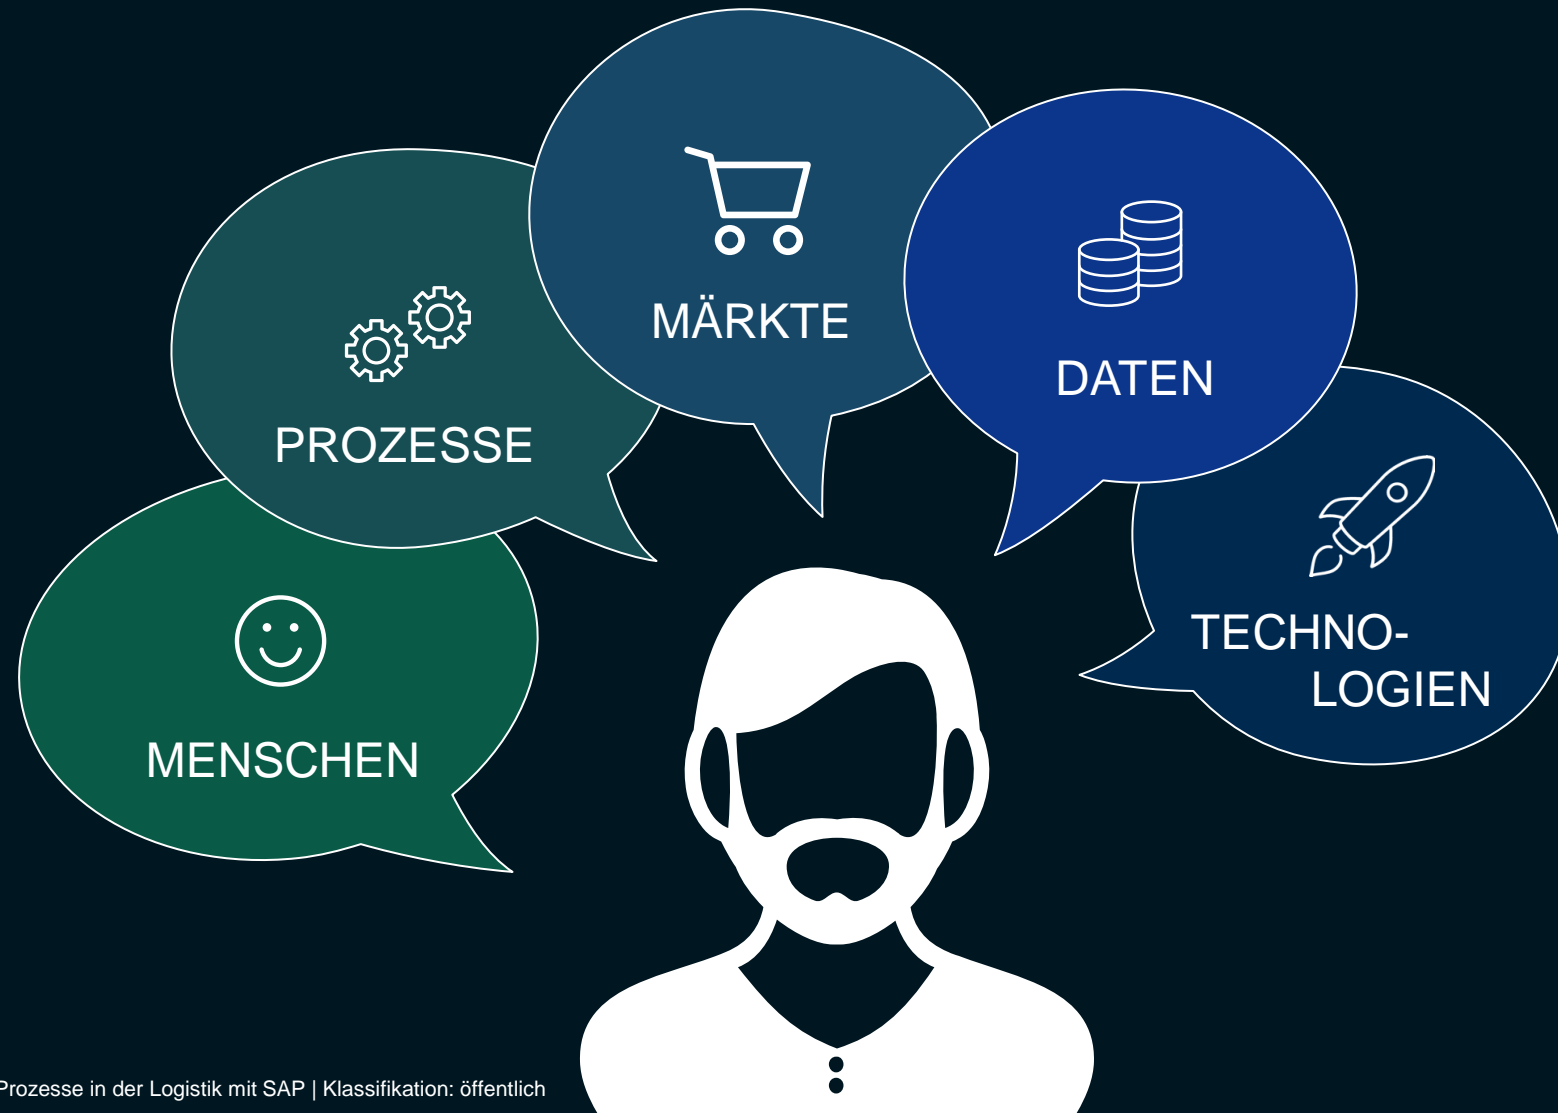 MÄRKTE
DATEN
PROZESSE
TECHNO-
LOGIEN
MENSCHEN
Prozesse in der Logistik mit SAP | Klassifikation: öffentlich